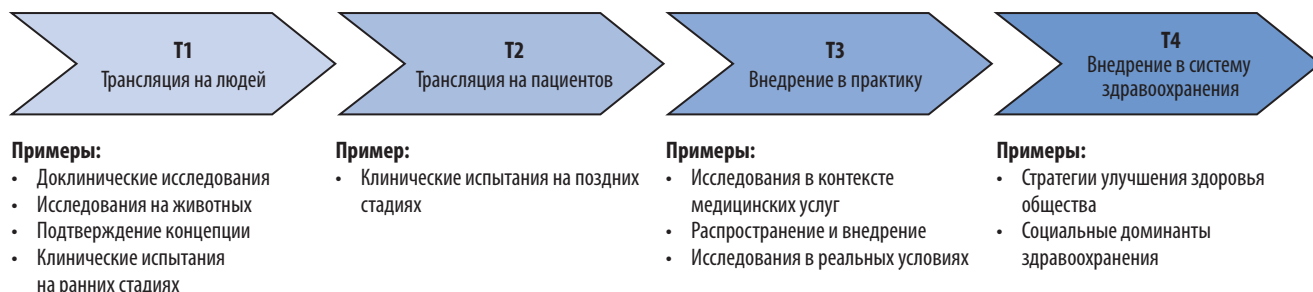 T1
Трансляция на людей
T2
Трансляция на пациентов
T3
Внедрение в практику
T4
Внедрение в систему
здравоохранения
Примеры:
• Доклинические исследования
• Исследования на животных
• Подтверждение концепции
• Клинические испытания
на ранних стадиях
Пример:
• Клинические испытания на поздних
стадиях
Примеры:
• Исследования в контексте
медицинских услуг
• Распространение и внедрение
• Исследования в реальных условиях
Примеры:
• Стратегии улучшения здоровья
общества
• Социальные доминанты
здравоохранения